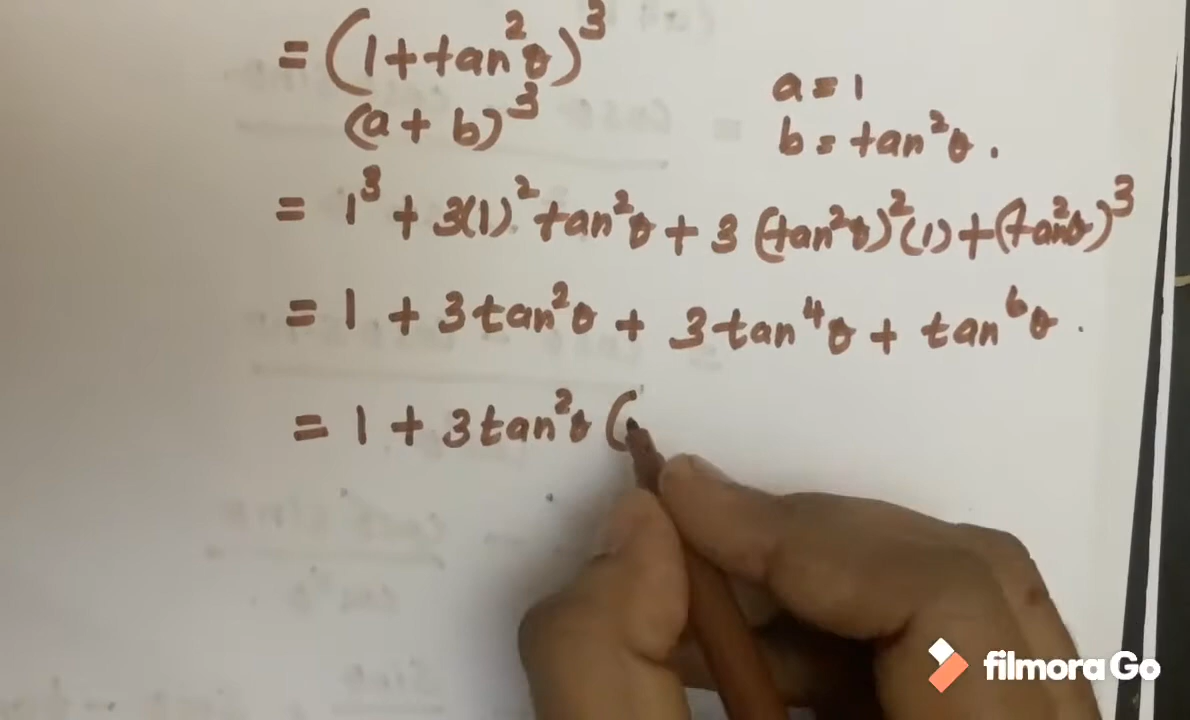 = (1 + tan²θ)³
(a + b)³
a = 1
b = tan²θ.
= 1³ + 3(1)² tan²θ + 3 (tan²θ)² (1) + (tan²θ)³
= 1 + 3tan²θ + 3tan⁴θ + tan⁶θ.
= 1 + 3tan²θ (
filmora Go